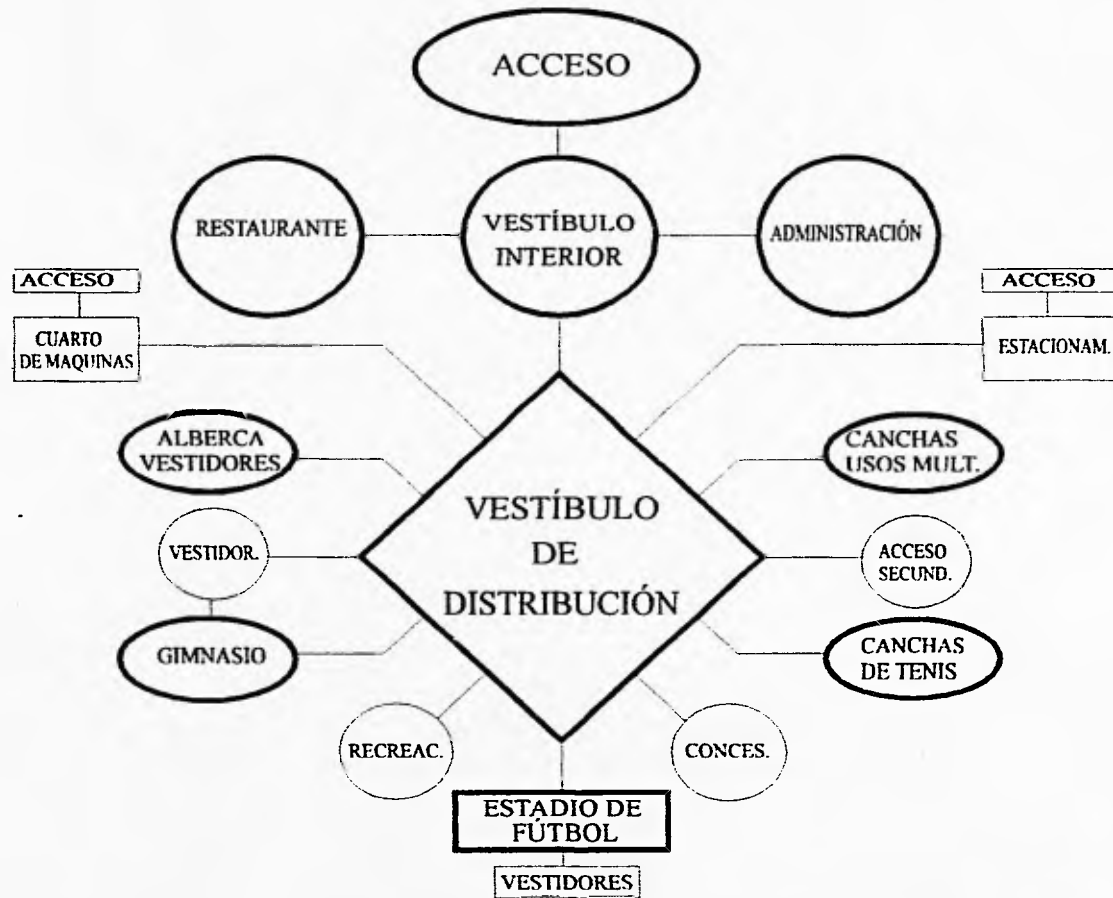 ACCESO
RESTAURANTE
VESTÍBULO
INTERIOR
ADMINISTRACIÓN
ACCESO
ACCESO
CUARTO
DE MAQUINAS
ESTACIONAM.
ALBERCA
VESTIDORES
CANCHAS
USOS MULT.
VESTÍBULO
DE
DISTRIBUCIÓN
VESTIDOR.
ACCESO
SECUND.
GIMNASIO
CANCHAS
DE TENIS
RECREAC.
CONCES.
ESTADIO DE
FÚTBOL
VESTIDORES